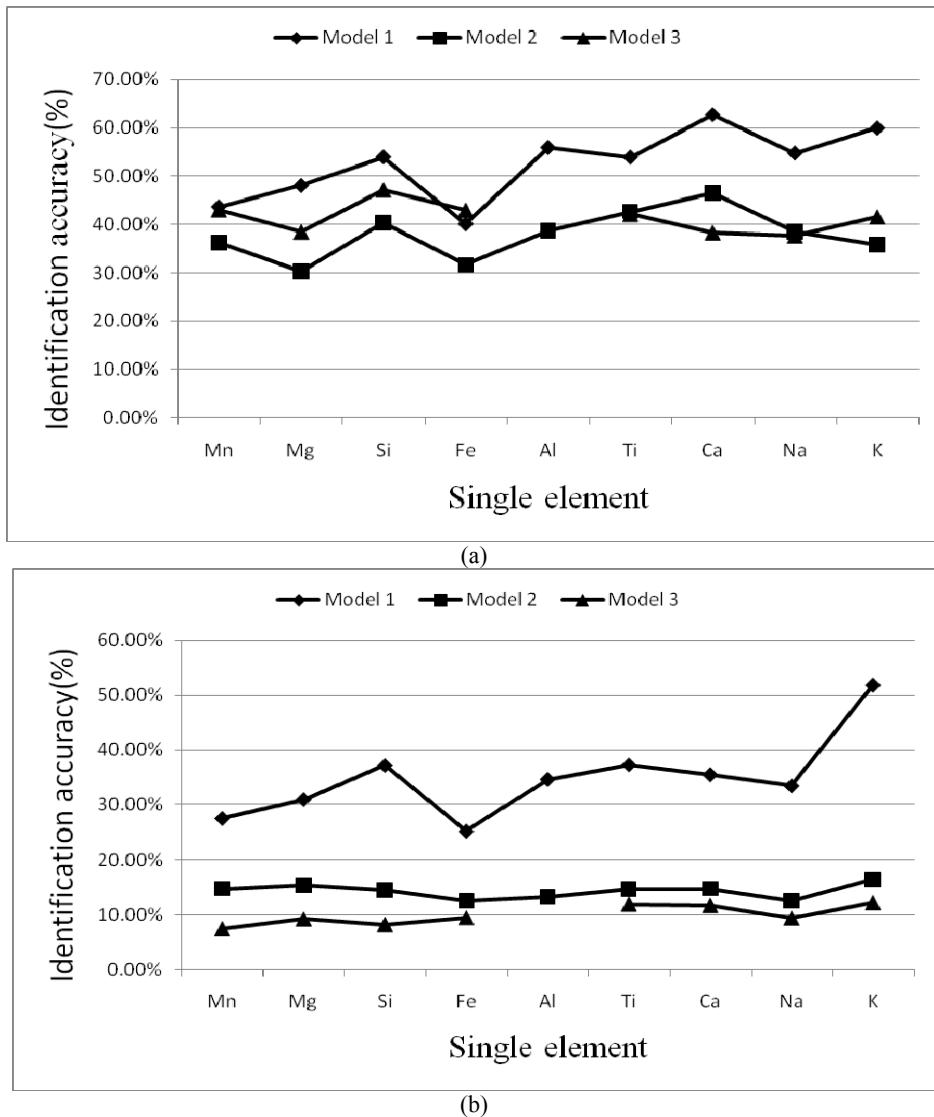 Model 1 Model 2 Model 3
70.00%
60.00%
50.00%
40.00%
30.00%
20.00%
10.00%
0.00%
Identification accuracy(%)
Mn Mg Si Fe Al Ti Ca Na K
Single element
(a)
Model 1 Model 2 Model 3
60.00%
50.00%
40.00%
30.00%
20.00%
10.00%
0.00%
Identification accuracy(%)
Mn Mg Si Fe Al Ti Ca Na K
Single element
(b)